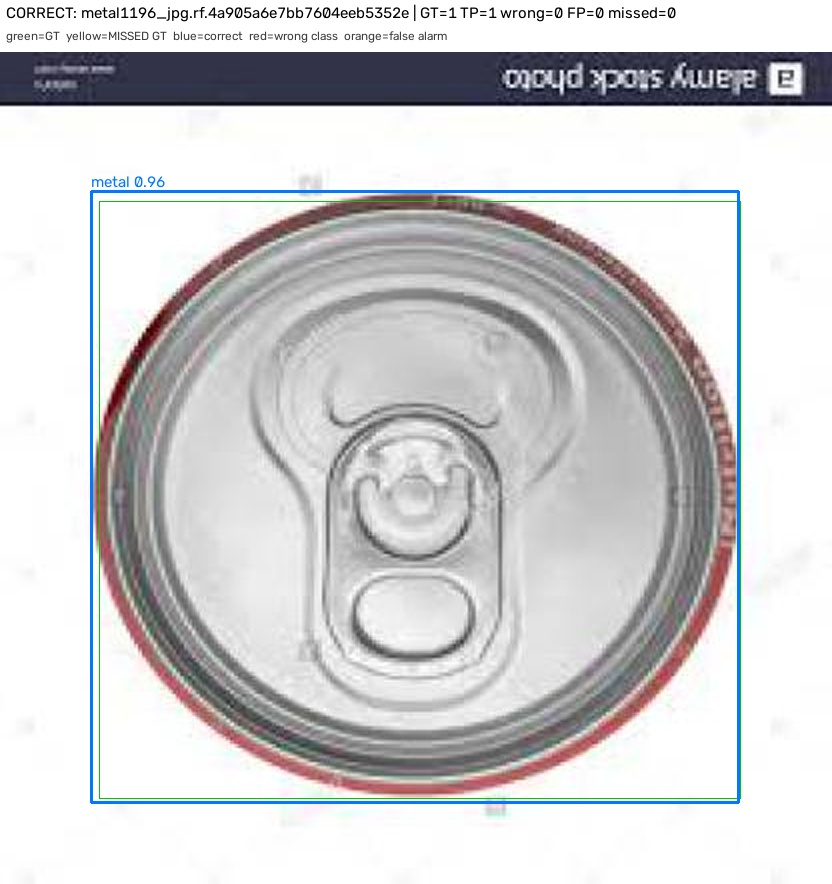 CORRECT: metal1196_jpg.rf.4a905a6e7bb7604eeb5352e | GT=1 TP=1 wrong=0 FP=0 missed=0
green=GT yellow=MISSED GT blue=correct red=wrong class orange=false alarm
a alamy stock photo
metal 0.96